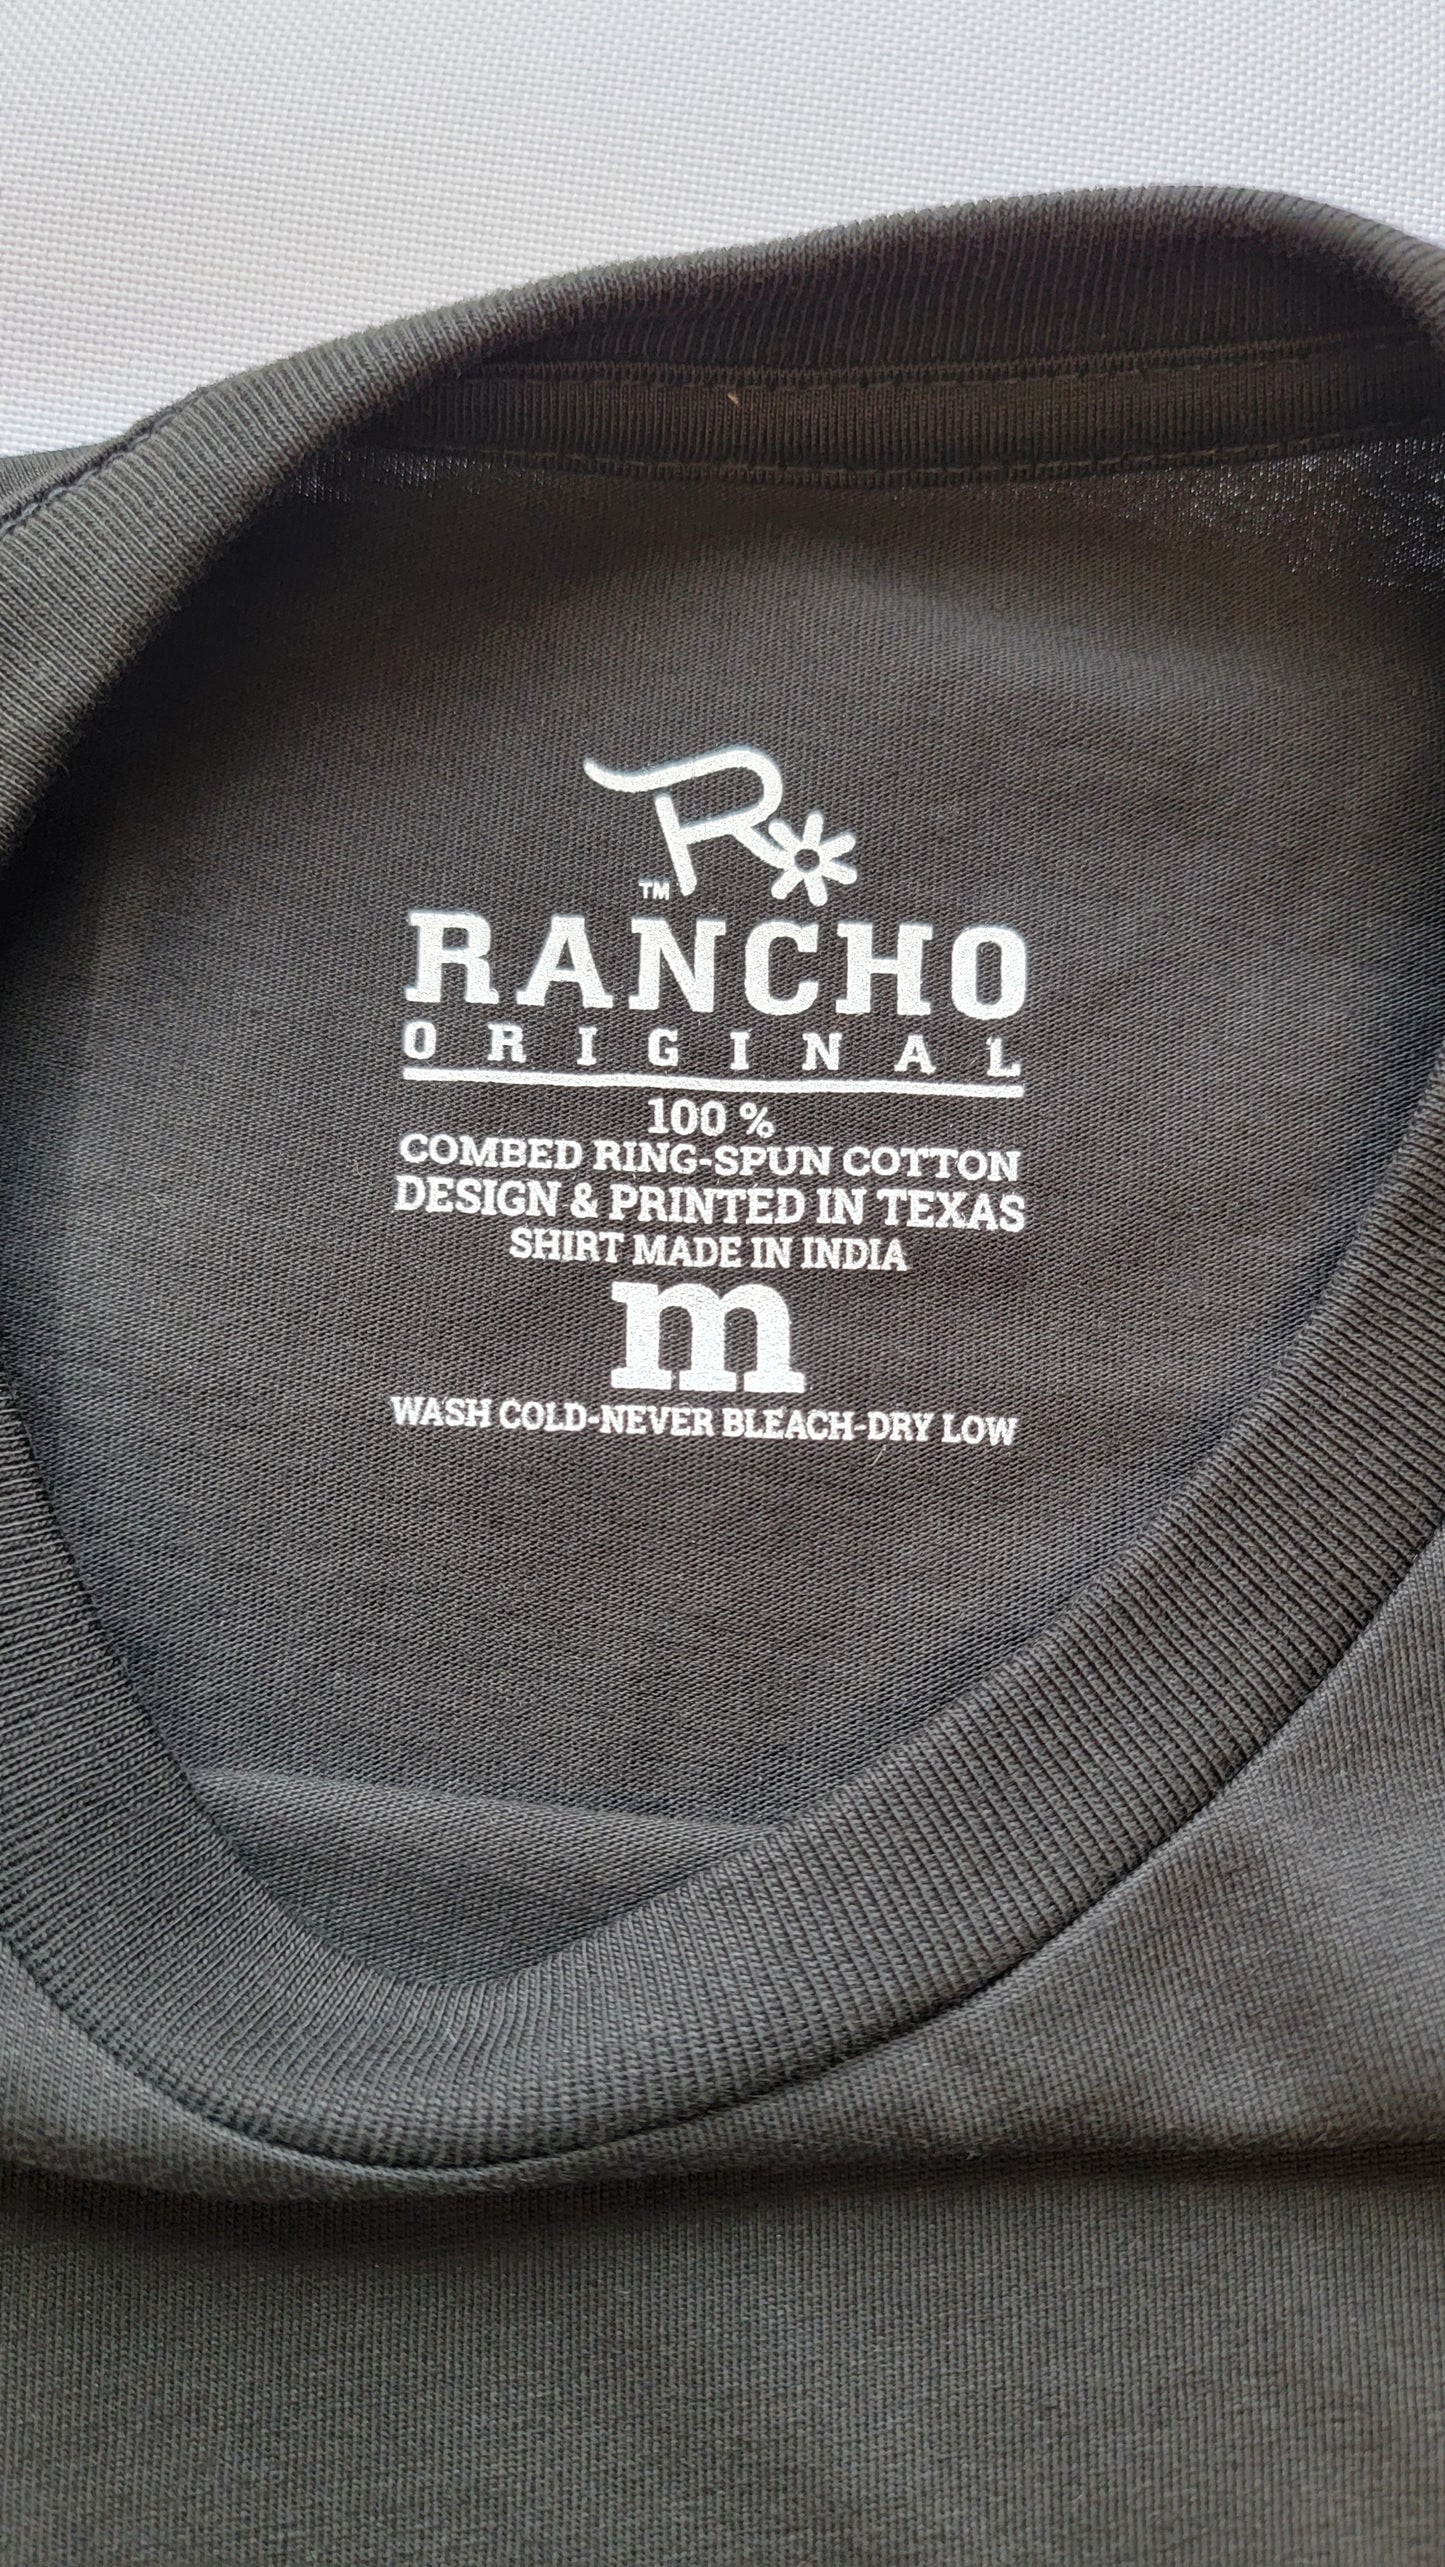 R
TM
RANCHO
ORIGINAL
100 %
COMBED RING-SPUN COTTON
DESIGN & PRINTED IN TEXAS
SHIRT MADE IN INDIA
m
WASH COLD-NEVER BLEACH-DRY LOW